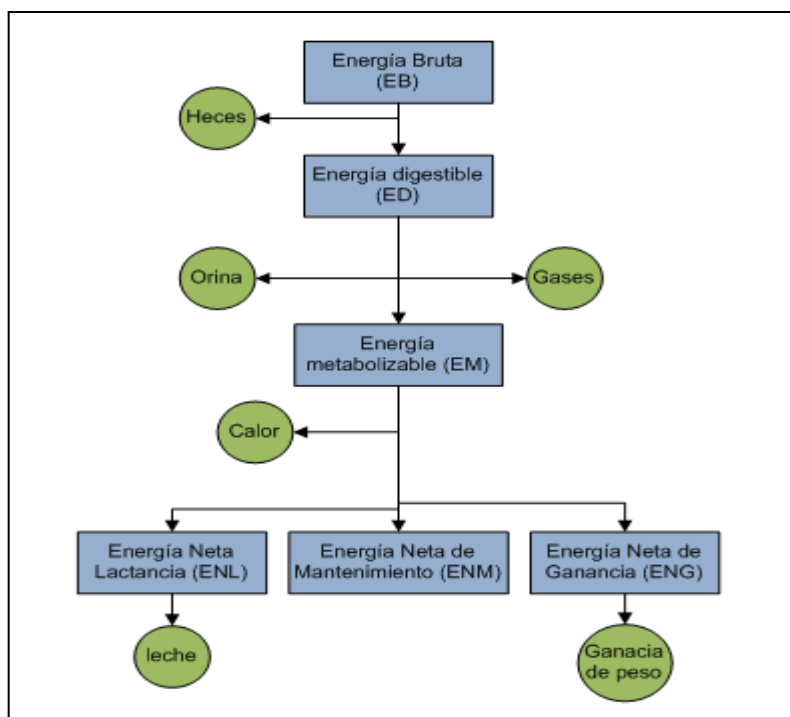 Energía Bruta
(EB)
Heces
Energía digestible
(ED)
Orina
Gases
Energía
metabolizable (EM)
Calor
Energía Neta
Lactancia (ENL)
Energía Neta de
Mantenimiento (ENM)
Energía Neta de
Ganancia (ENG)
leche
Ganacia
de peso